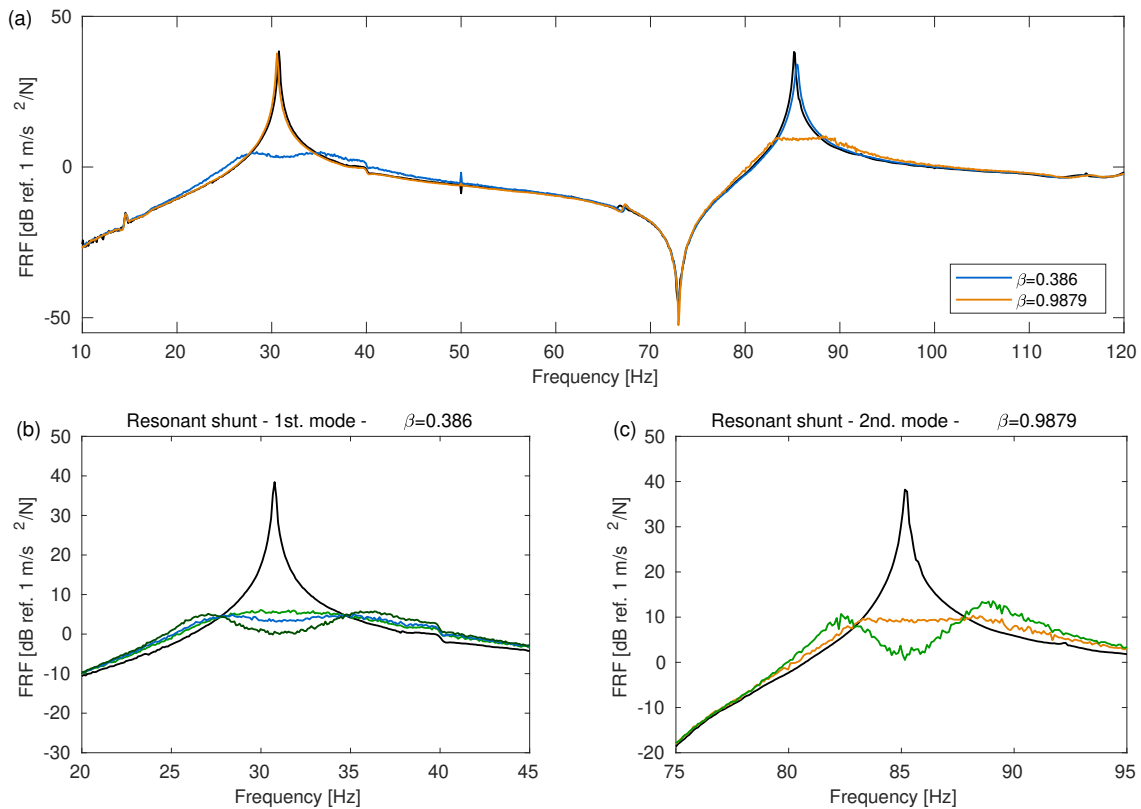 (a)
50
0
-50
FRF [dB ref. 1 m/s ²/N]
10 20 30 40 50 60 70 80 90 100 110 120
Frequency [Hz]
β=0.386
β=0.9879
(b)
Resonant shunt - 1st. mode - β=0.386
50
40
30
20
10
0
-10
-20
-30
FRF [dB ref. 1 m/s ²/N]
20 25 30 35 40 45
Frequency [Hz]
(c)
Resonant shunt - 2nd. mode - β=0.9879
50
40
30
20
10
0
-10
-20
FRF [dB ref. 1 m/s ²/N]
75 80 85 90 95
Frequency [Hz]